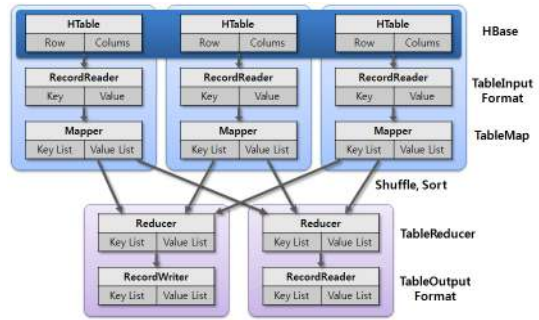 HTable HTable HTable
HBase
Row Colums Row Colums Row Colums
RecordReader RecordReader RecordReader
TableInput
Format
Key Value Key Value Key Value
Mapper Mapper Mapper
TableMap
Key List Value List Key List Value List Key List Value List
Shuffle, Sort
Reducer Reducer
TableReducer
Key List Value List Key List Value List
RecordWriter RecordReader
TableOutput
Format
Key List Value List Key List Value List